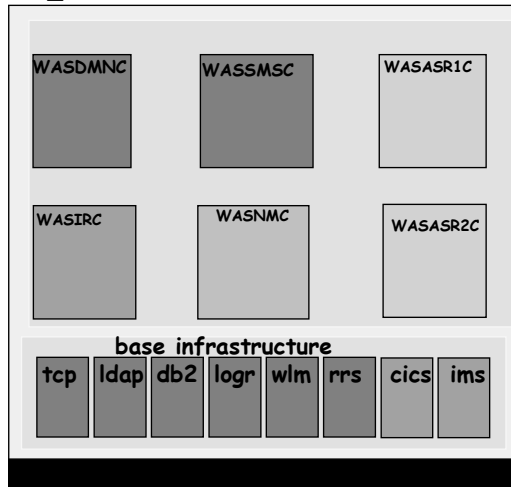 WASDMNC
WASSMSC
WASASR1C
WASIRC
WASNMC
WASASR2C
base infrastructure
tcp
ldap
db2
logr
wlm
rrs
cics
ims